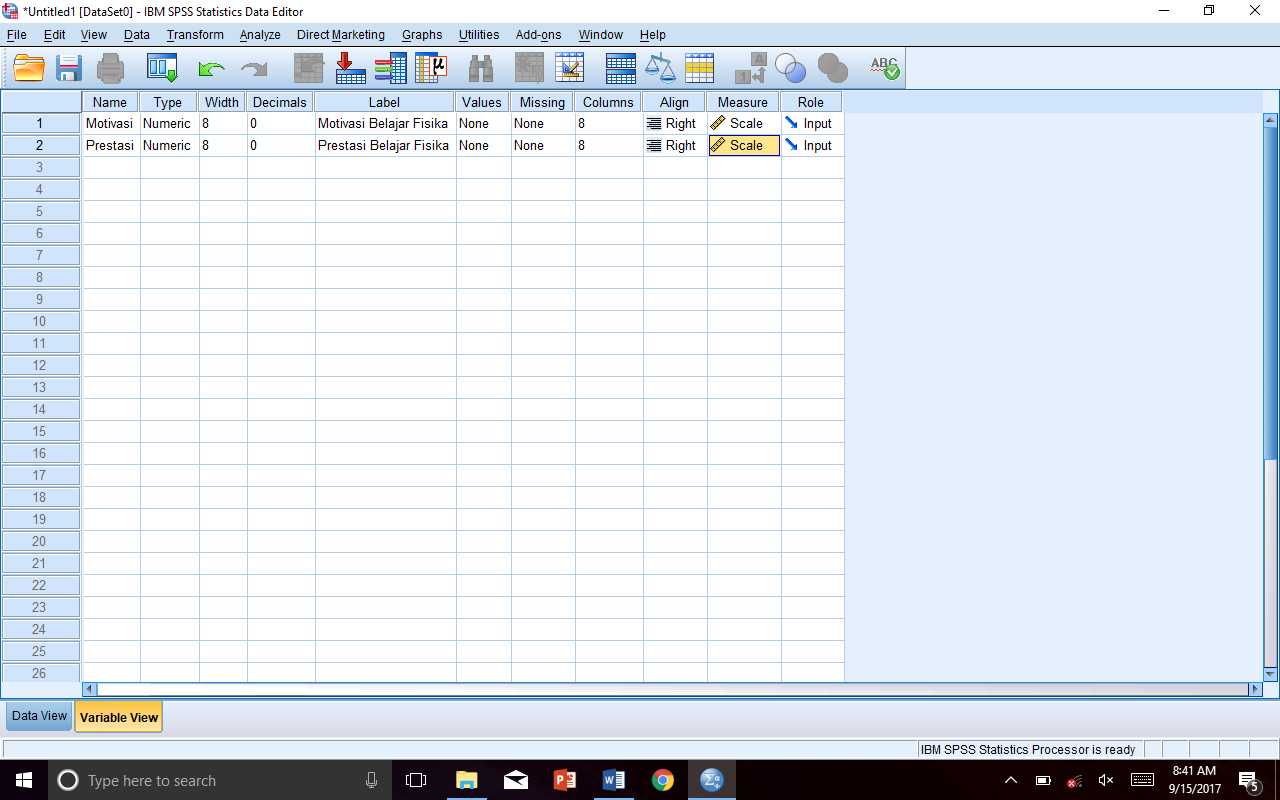 *Untitled1 [DataSet0] - IBM SPSS Statistics Data Editor
File Edit View Data Transform Analyze Direct Marketing Graphs Utilities Add-ons Window Help
μ A 1 ABC
Name Type Width Decimals Label Values Missing Columns Align Measure Role
1 Motivasi Numeric 8 0 Motivasi Belajar Fisika None None 8 Right Scale Input
2 Prestasi Numeric 8 0 Prestasi Belajar Fisika None None 8 Right Scale Input
3
4
5
6
7
8
9
10
11
12
13
14
15
16
17
18
19
20
21
22
23
24
25
26
Data View Variable View
IBM SPSS Statistics Processor is ready
Type here to search
8:41 AM
9/15/2017
5